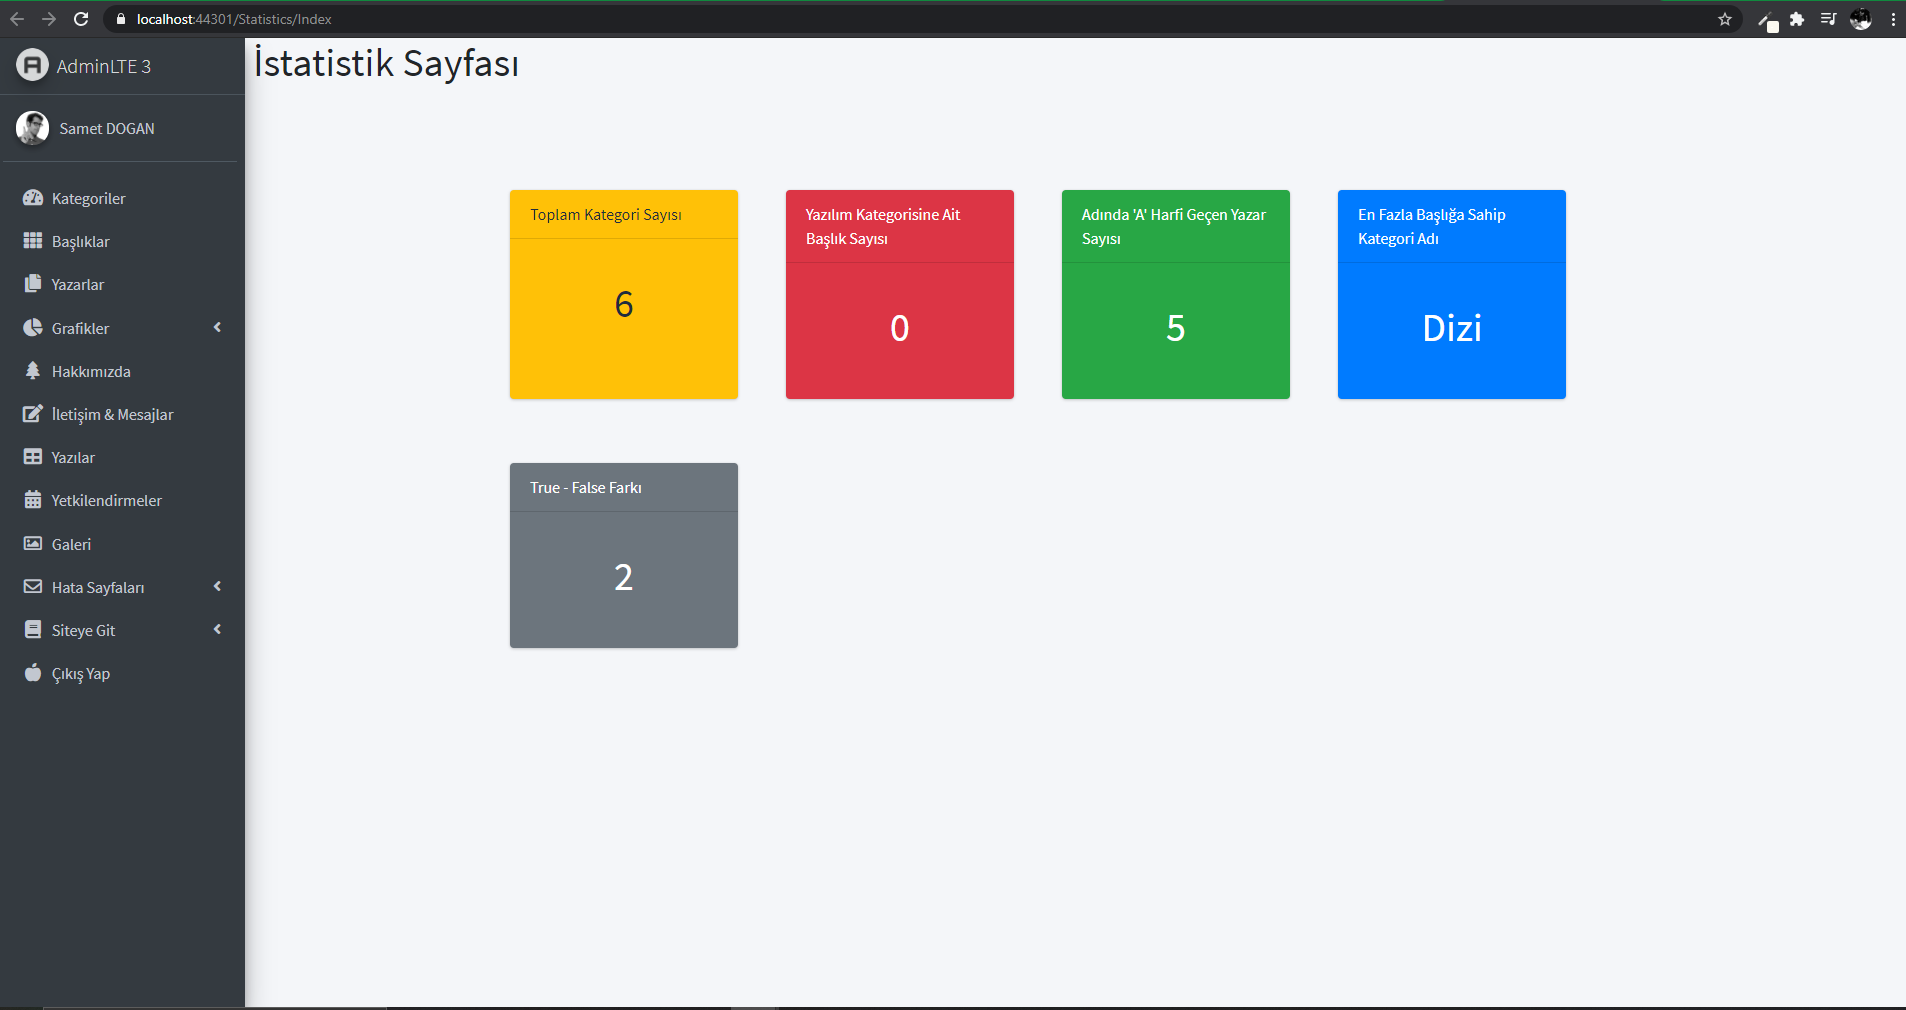 localhost:44301/Statistics/Index
AdminLTE 3
Samet DOGAN
Kategoriler
Başlıklar
Yazarlar
Grafikler
Hakkımızda
İletişim & Mesajlar
Yazılar
Yetkilendirmeler
Galeri
Hata Sayfaları
Siteye Git
Çıkış Yap
İstatistik Sayfası
Toplam Kategori Sayısı
6
Yazılım Kategorisine Ait
Başlık Sayısı
0
Adında 'A' Harfi Geçen Yazar
Sayısı
5
En Fazla Başlığa Sahip
Kategori Adı
Dizi
True - False Farkı
2